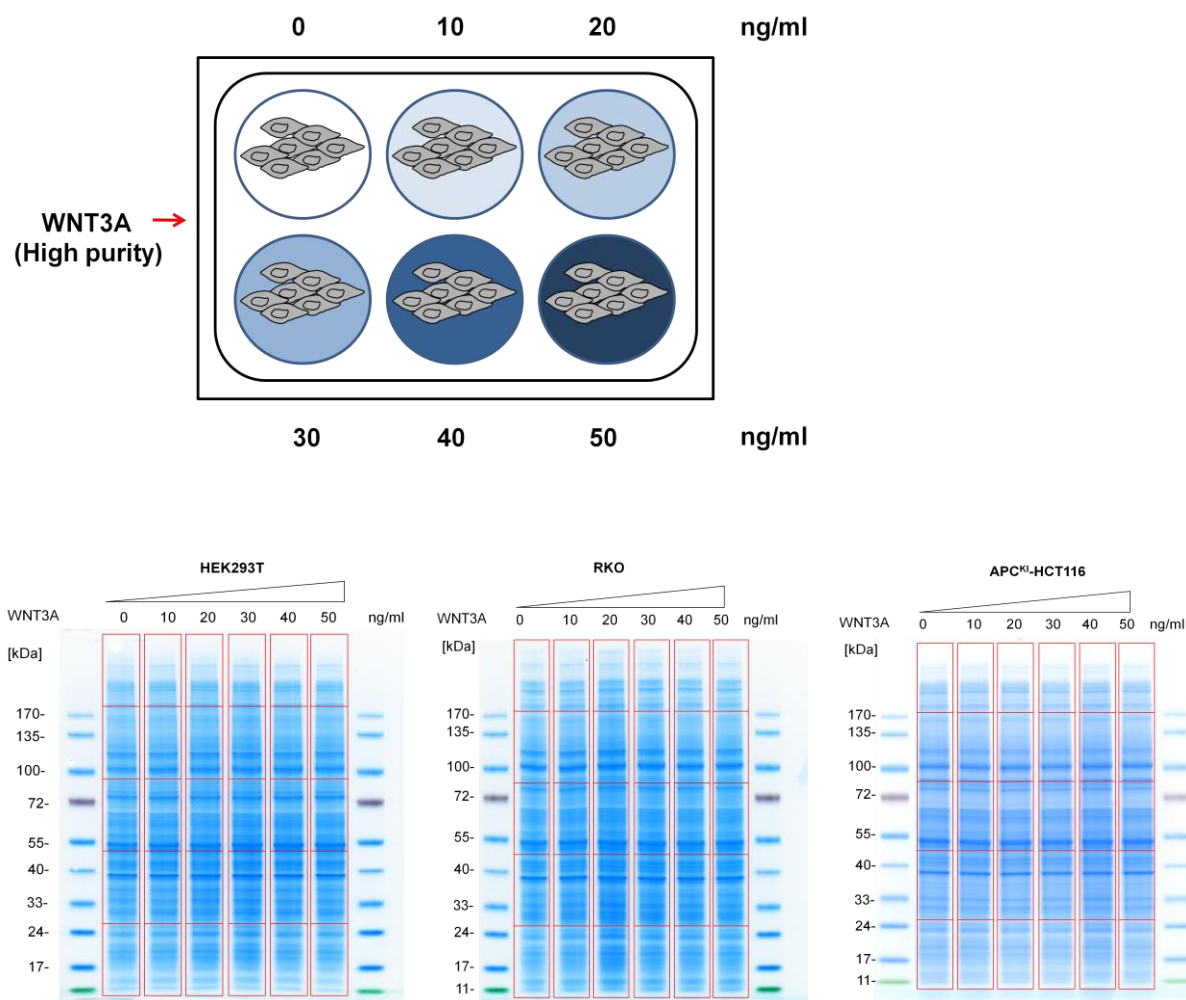 0 10 20 ng/ml
WNT3A
(High purity)
30 40 50 ng/ml
HEK293T
WNT3A 0 10 20 30 40 50 ng/ml
[kDa]
170-
135-
100-
72-
55-
40-
33-
24-
17-
RKO
WNT3A 0 10 20 30 40 50 ng/ml
[kDa]
170-
135-
100-
72-
55-
40-
33-
24-
17-
11-
APCᴷᴵ-HCT116
WNT3A 0 10 20 30 40 50 ng/ml
[kDa]
170-
135-
100-
72-
55-
40-
33-
24-
17-
11-